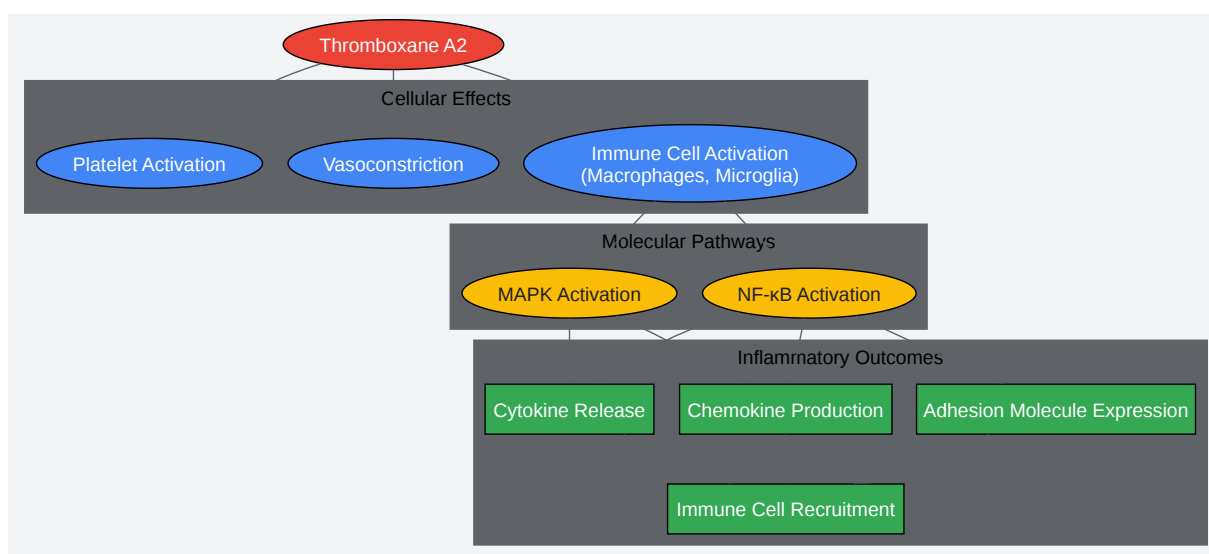 Thromboxane A2
Cellular Effects
Platelet Activation
Vasoconstriction
Immune Cell Activation
(Macrophages, Microglia)
Molecular Pathways
MAPK Activation
NF-κB Activation
Inflammatory Outcomes
Cytokine Release
Chemokine Production
Adhesion Molecule Expression
Immune Cell Recruitment